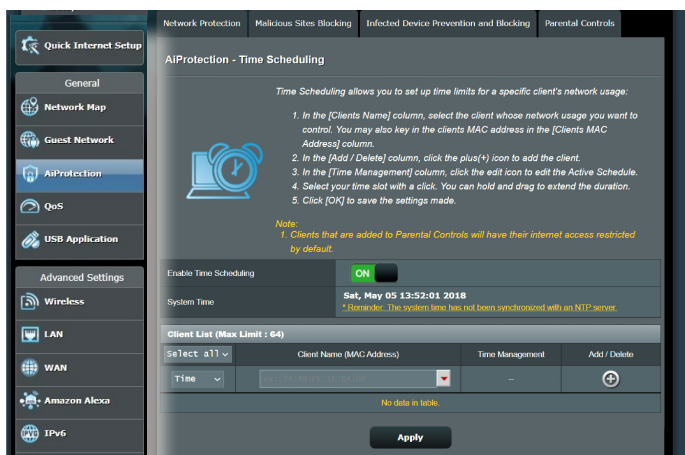 Network Protection
Malicious Sites Blocking
Infected Device Prevention and Blocking
Parental Controls
Quick Internet Setup
General
Network Map
Guest Network
AiProtection
QoS
USB Application
Advanced Settings
Wireless
LAN
WAN
Amazon Alexa
IPv6
AiProtection - Time Scheduling
Time Scheduling allows you to set up time limits for a specific client's network usage:
1. In the [Clients Name] column, select the client whose network usage you want to
control. You may also key in the clients MAC address in the [Clients MAC
Address] column.
2. In the [Add / Delete] column, click the plus(+) icon to add the client.
3. In the [Time Management] column, click the edit icon to edit the Active Schedule.
4. Select your time slot with a click. You can hold and drag to extend the duration.
5. Click [OK] to save the settings made.
Note:
1. Clients that are added to Parental Controls will have their internet access restricted
by default.
Enable Time Scheduling
ON
System Time
Sat, May 05 13:52:01 2018
* Reminder: The system time has not been synchronized with an NTP server.
Client List (Max Limit : 64)
Select all
Client Name (MAC Address)
Time Management
Add / Delete
Time
--
No data in table.
Apply